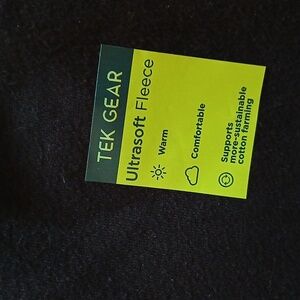 TEK GEAR
Ultrasoft Fleece
Warm
Comfortable
Supports
more-sustainable
cotton farming